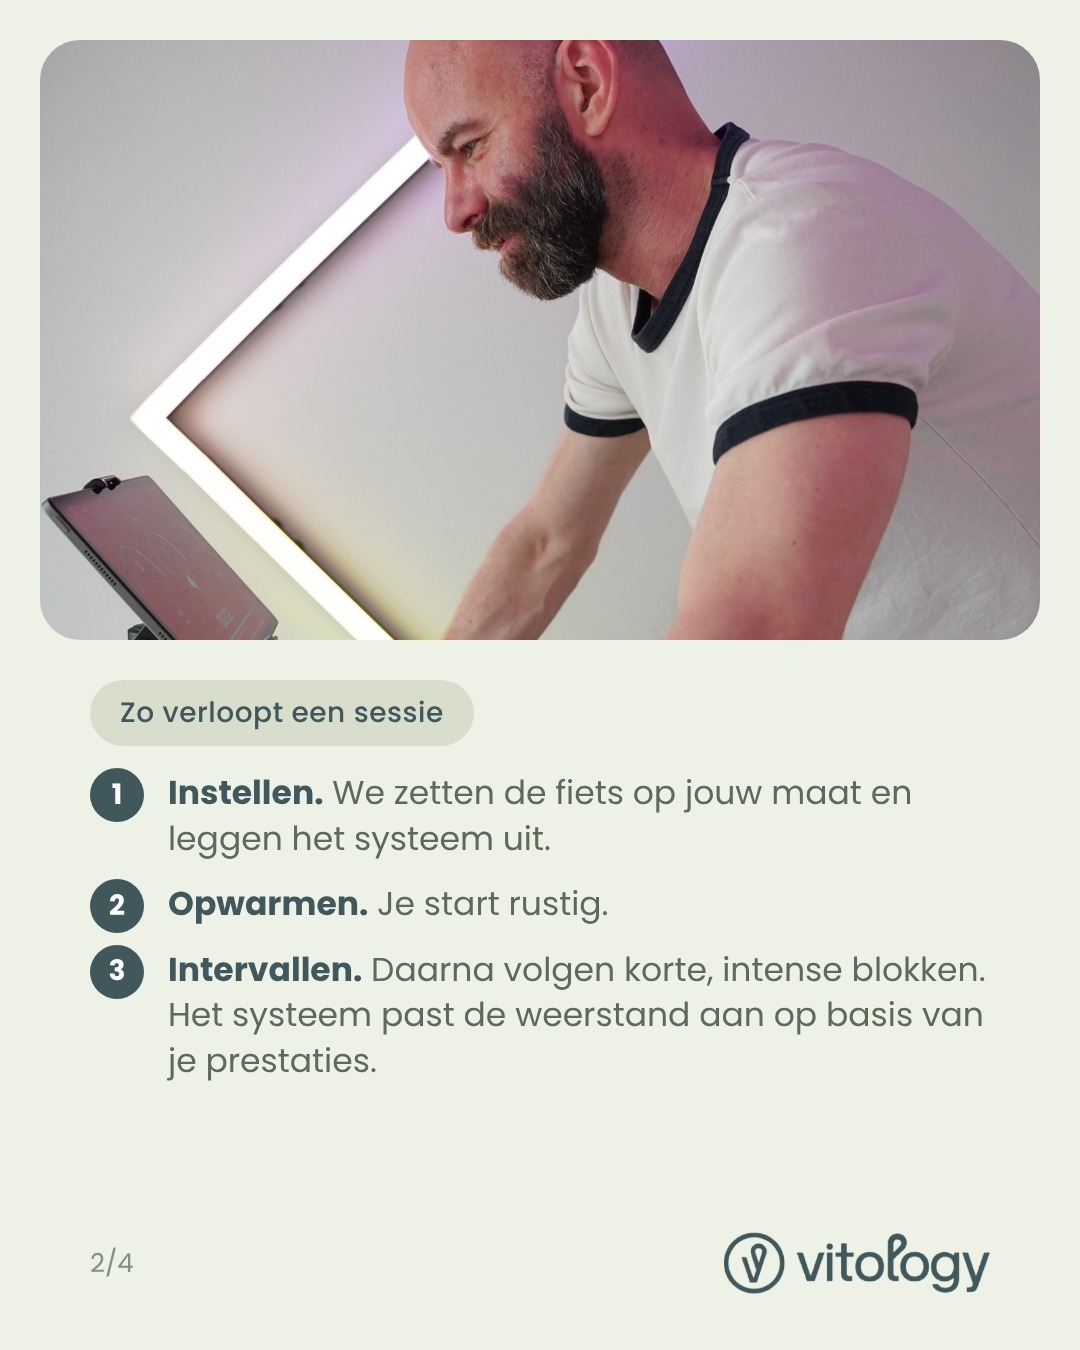 Zo verloopt een sessie
1 Instellen. We zetten de fiets op jouw maat en
leggen het systeem uit.
2 Opwarmen. Je start rustig.
3 Intervallen. Daarna volgen korte, intense blokken.
Het systeem past de weerstand aan op basis van
je prestaties.
2/4
vitology